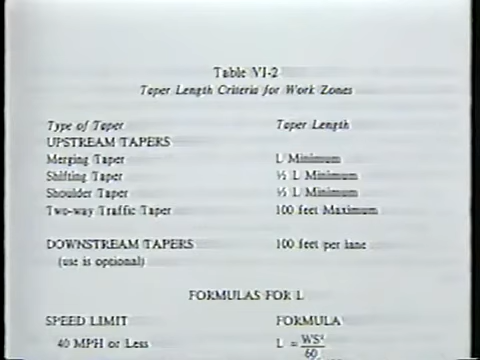 Table VI-2
Taper Length Criteria for Work Zones
Type of Taper Taper Length
UPSTREAM TAPERS
Merging Taper L Minimum
Shifting Taper ½ L Minimum
Shoulder Taper ⅓ L Minimum
Two-way Traffic Taper 100 feet Maximum
DOWNSTREAM TAPERS 100 feet per lane
(use is optional)
FORMULAS FOR L
SPEED LIMIT FORMULA
40 MPH or Less L = WS²/60